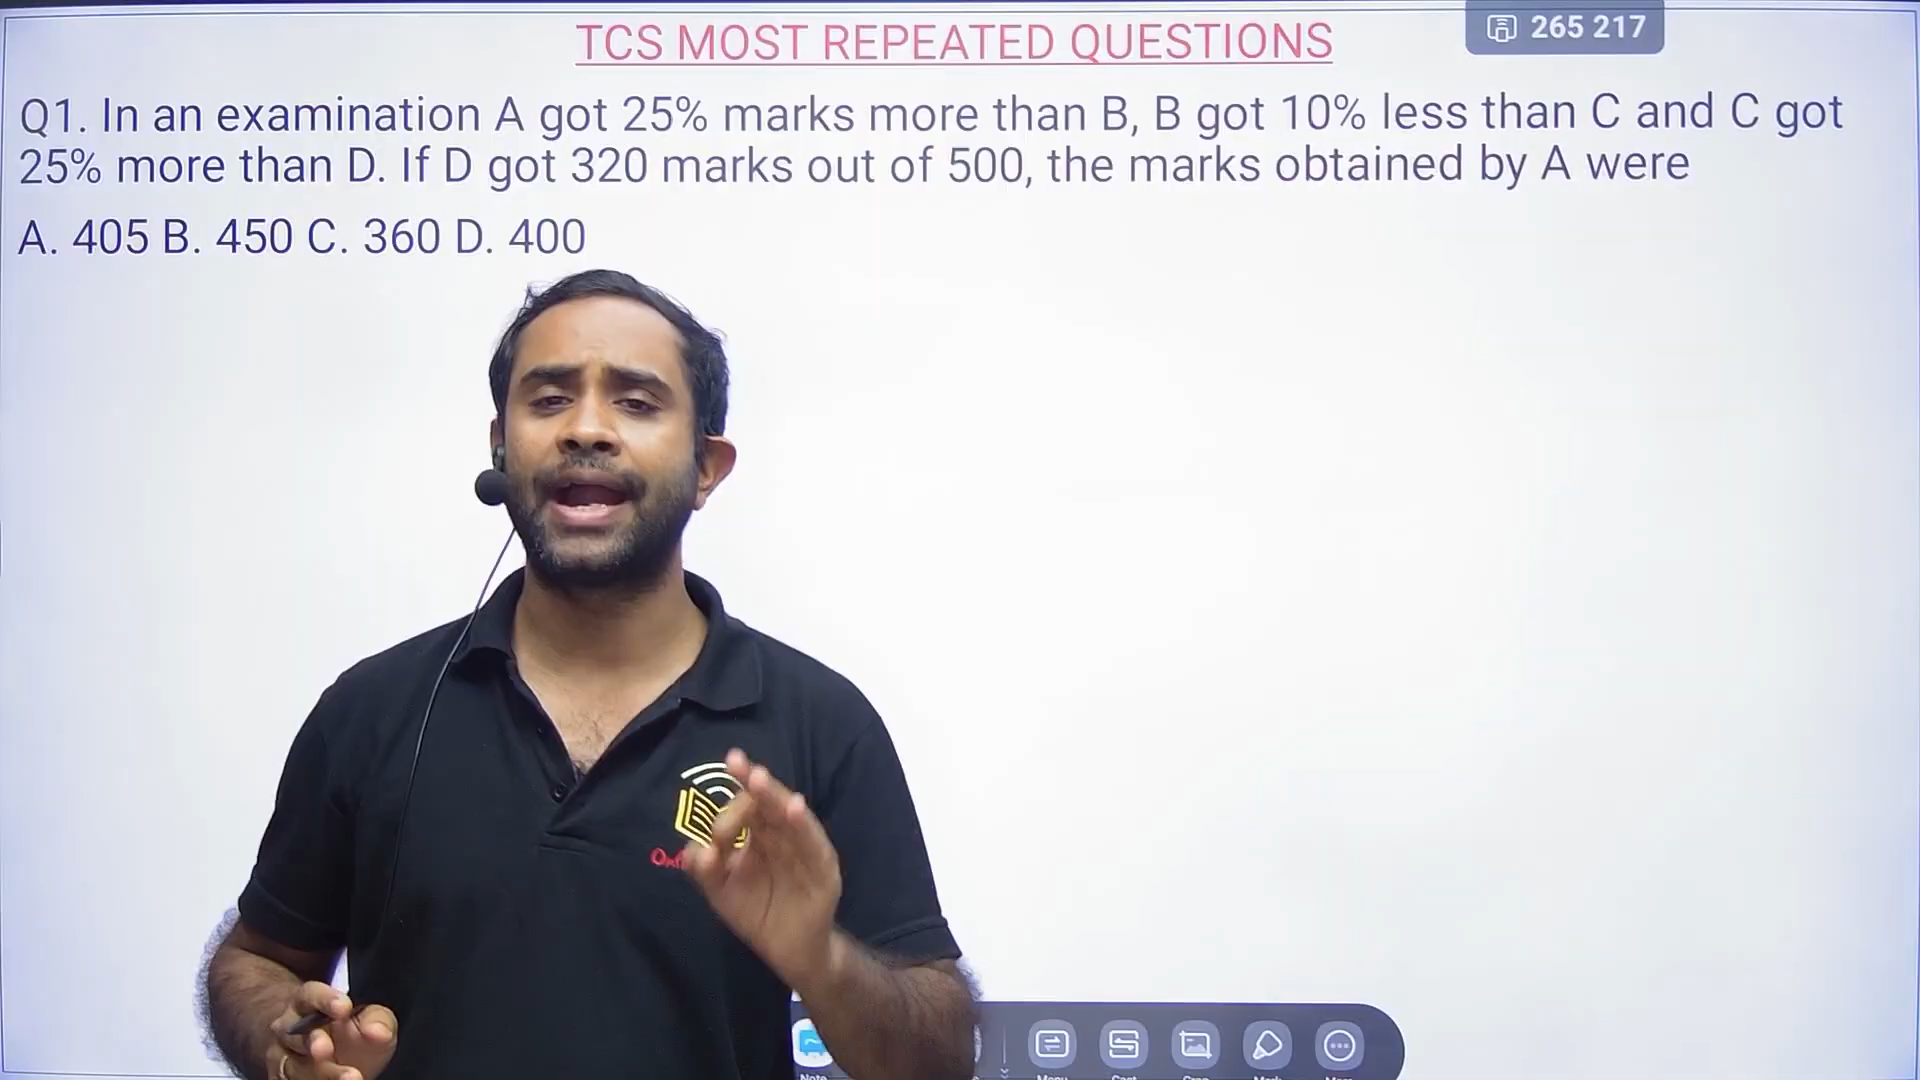 TCS MOST REPEATED QUESTIONS
265 217
Q1. In an examination A got 25% marks more than B, B got 10% less than C and C got
25% more than D. If D got 320 marks out of 500, the marks obtained by A were
A. 405 B. 450 C. 360 D. 400